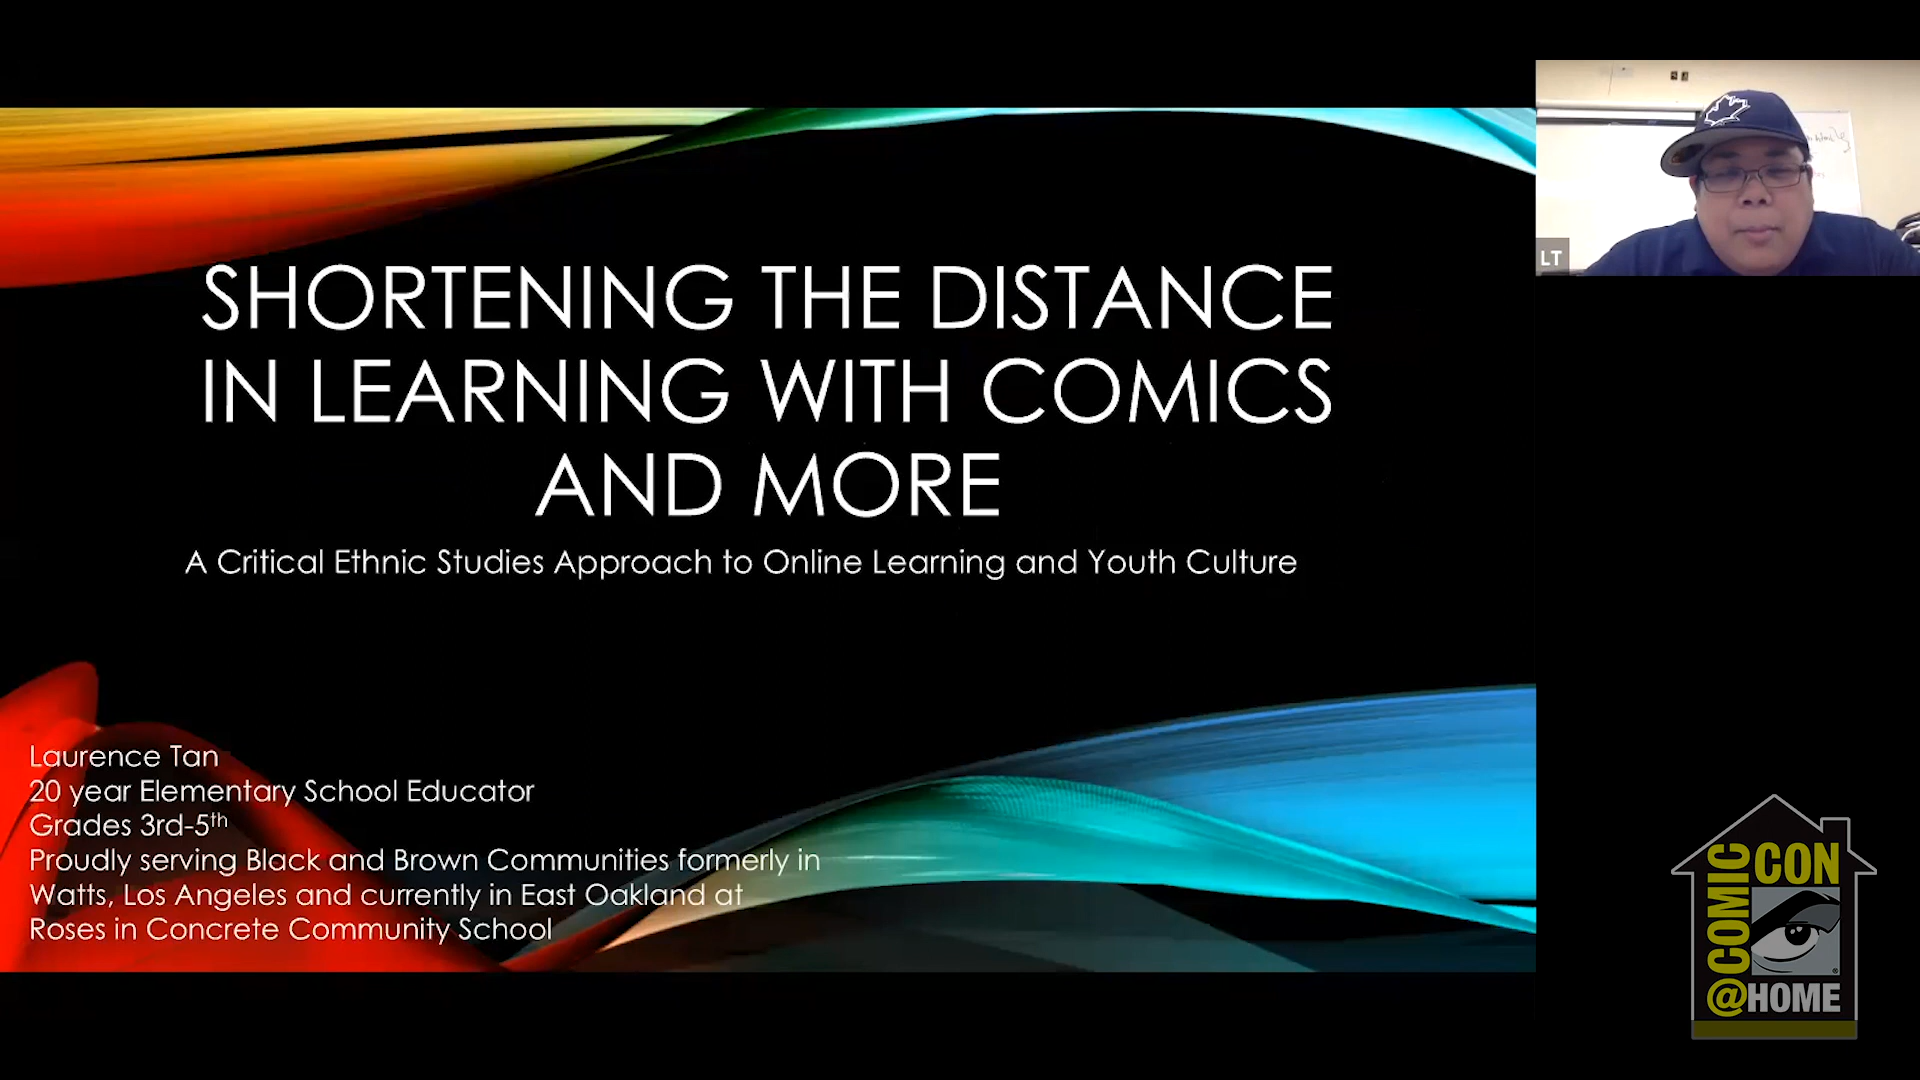 SHORTENING THE DISTANCE
IN LEARNING WITH COMICS
AND MORE
A Critical Ethnic Studies Approach to Online Learning and Youth Culture
Laurence Tan
20 year Elementary School Educator
Grades 3rd-5th
Proudly serving Black and Brown Communities formerly in
Watts, Los Angeles and currently in East Oakland at
Roses in Concrete Community School
LT
COMIC CON
@HOME